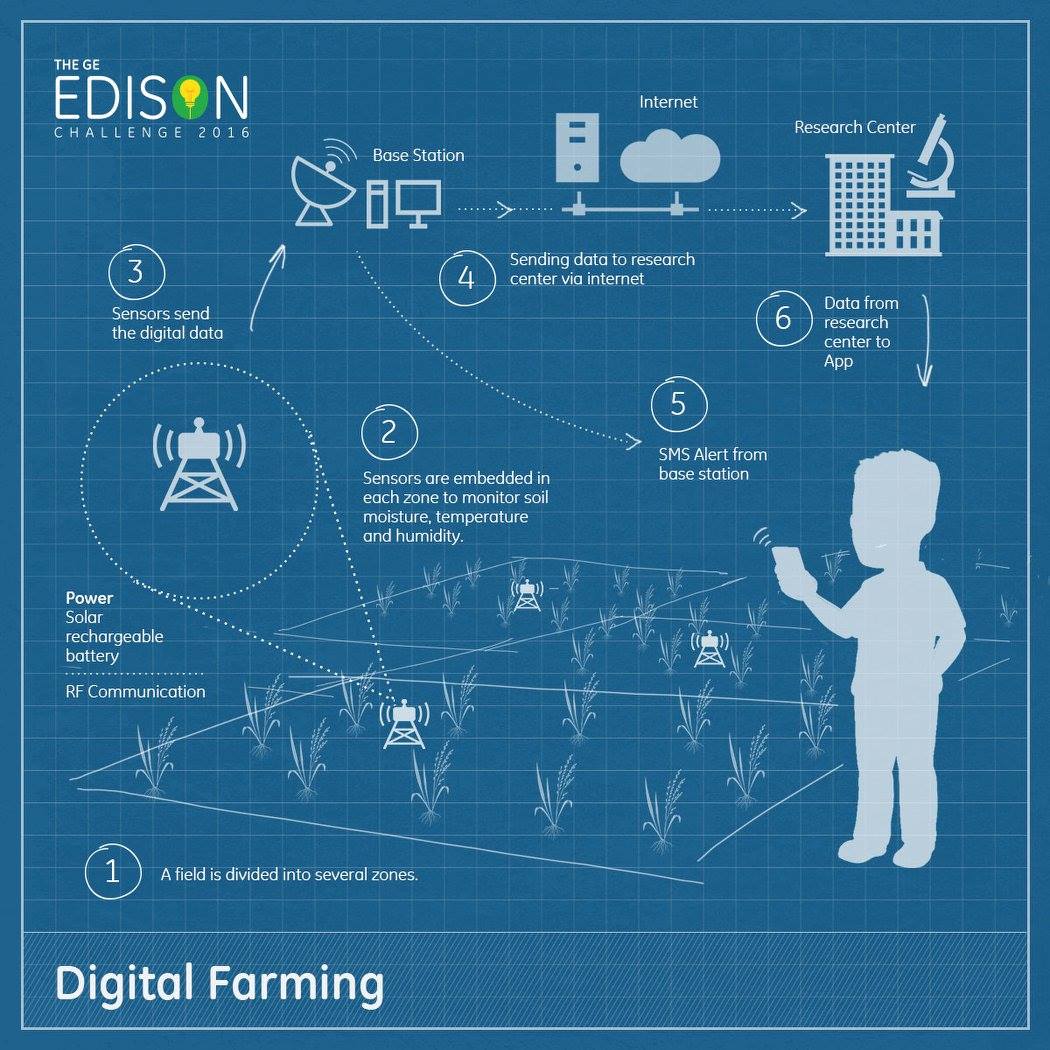 THE GE
EDISON
CHALLENGE 2016
Internet
Research Center
Base Station
3
Sensors send
the digital data
4
Sending data to research
center via internet
6
Data from
research
center to
App
5
SMS Alert from
base station
2
Sensors are embedded in
each zone to monitor soil
moisture, temperature
and humidity.
Power
Solar
rechargeable
battery
RF Communication
1
A field is divided into several zones.
Digital Farming